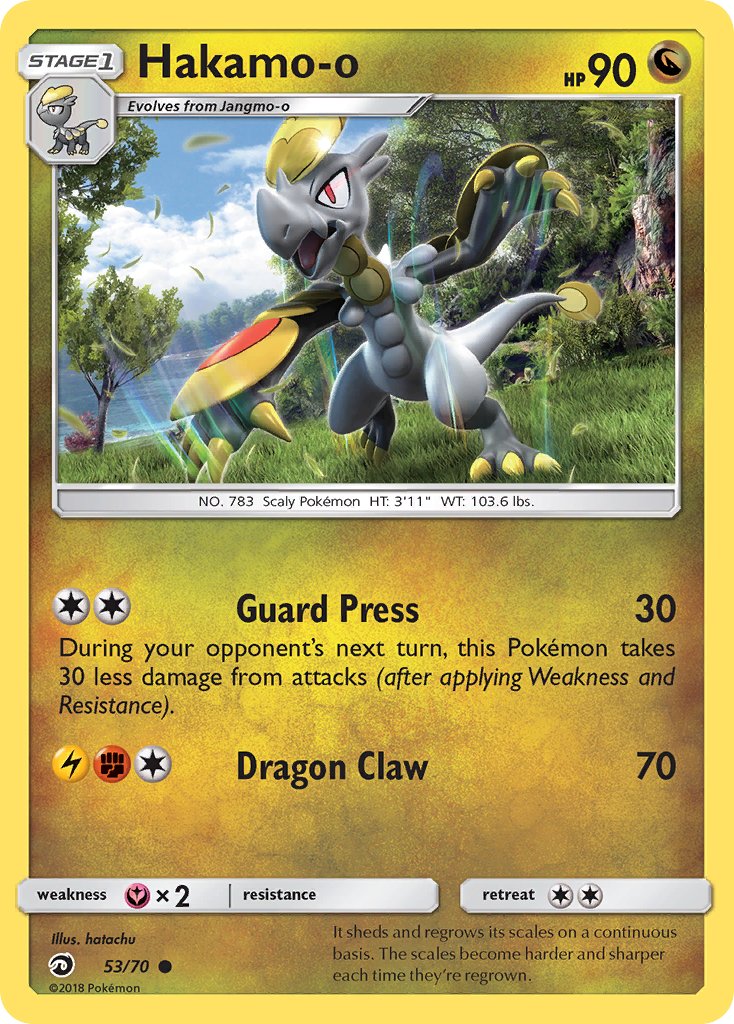 STAGE1
Hakamo-o
HP90
Evolves from Jangmo-o
NO. 783 Scaly Pokémon HT: 3'11" WT: 103.6 lbs.
Guard Press 30
During your opponent's next turn, this Pokémon takes
30 less damage from attacks (after applying Weakness and
Resistance).
Dragon Claw 70
weakness × 2 resistance retreat
Illus. hatachu
53/70
©2018 Pokémon
It sheds and regrows its scales on a continuous
basis. The scales become harder and sharper
each time they're regrown.